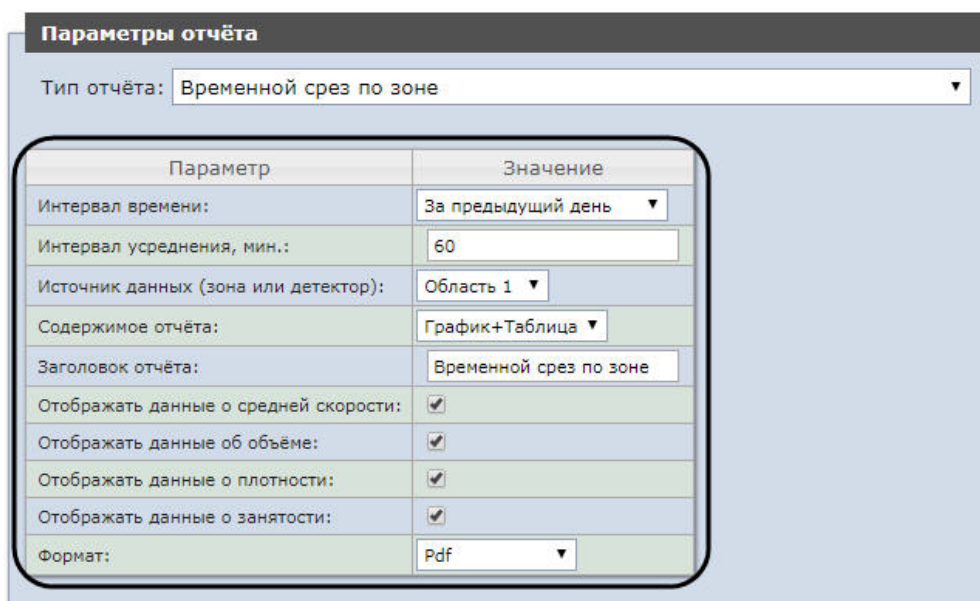 Параметры отчёта
Тип отчёта: Временной срез по зоне
Параметр Значение
Интервал времени: За предыдущий день
Интервал усреднения, мин.: 60
Источник данных (зона или детектор): Область 1
Содержимое отчёта: График+Таблица
Заголовок отчёта: Временной срез по зоне
Отображать данные о средней скорости:
Отображать данные об объёме:
Отображать данные о плотности:
Отображать данные о занятости:
Формат: Pdf